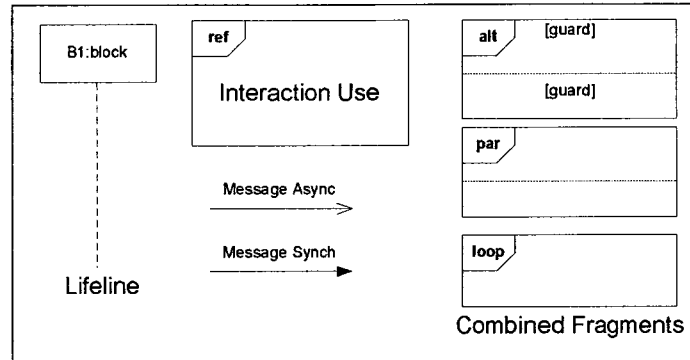 B1:block
Lifeline
ref
Interaction Use
Message Async
Message Synch
alt
[guard]
[guard]
par
loop
Combined Fragments